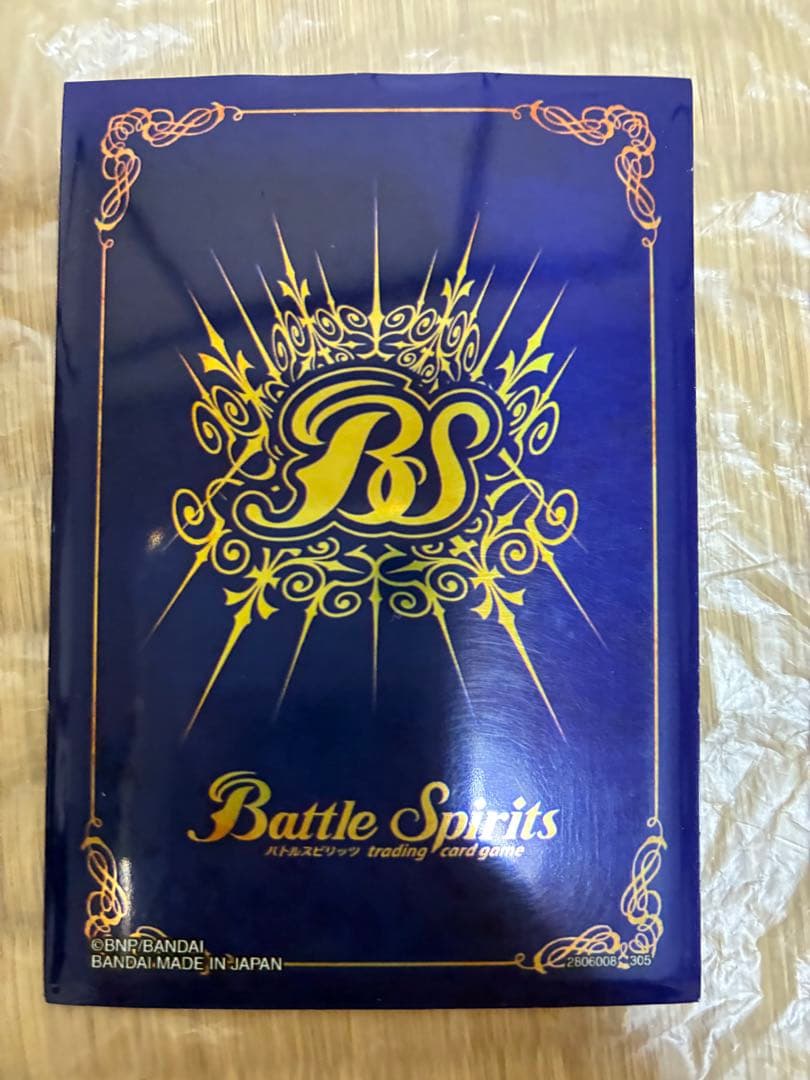 BS
Battle Spirits
バトルスピリッツ trading card game
©BNP/BANDAI
BANDAI MADE IN JAPAN